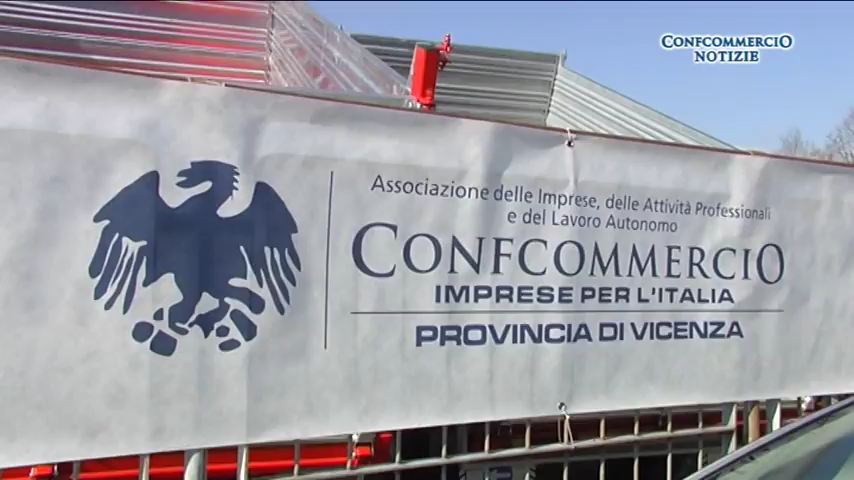 CONFCOMMERCIO
NOTIZIE
Associazione delle Imprese, delle Attività Professionali
e del Lavoro Autonomo
CONFCOMMERCIO
IMPRESE PER L'ITALIA
PROVINCIA DI VICENZA